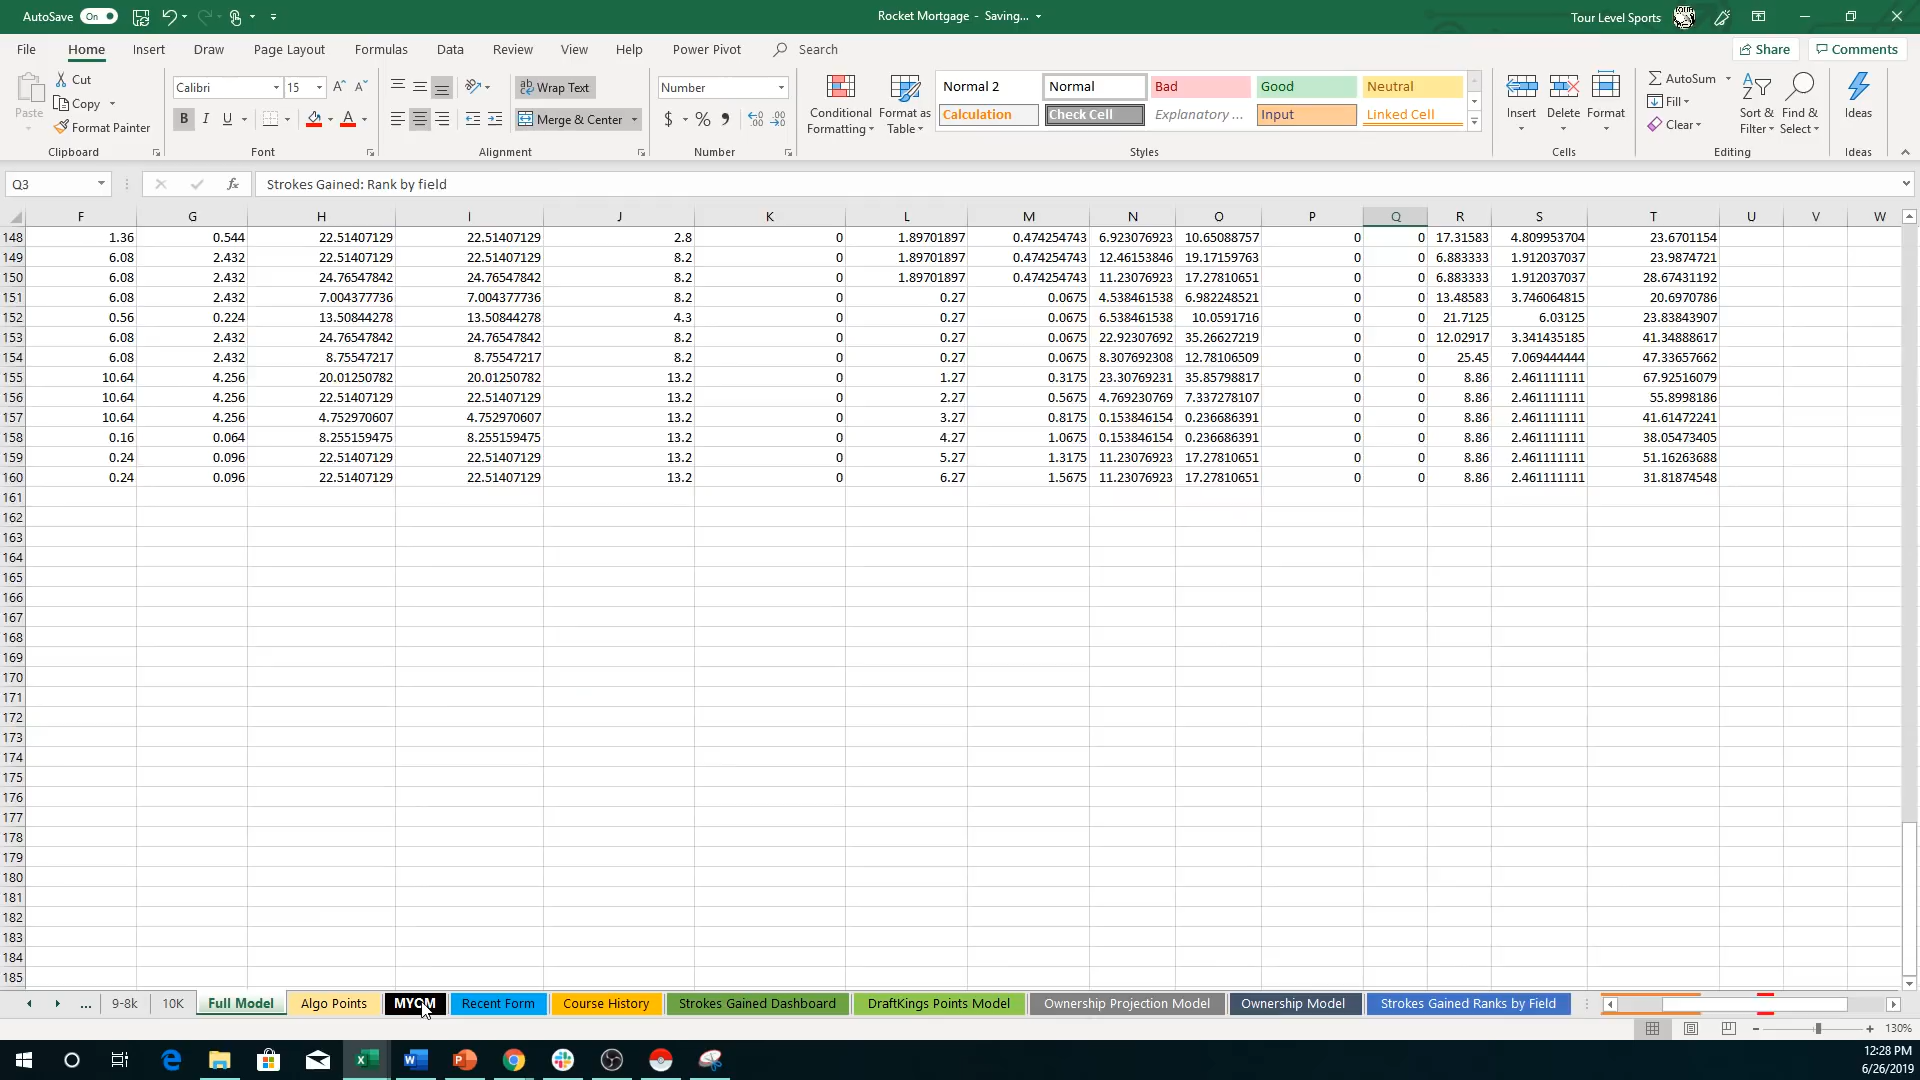 AutoSave On Rocket Mortgage - Saving... Tour Level Sports
File Home Insert Draw Page Layout Formulas Data Review View Help Power Pivot Search Share Comments
Cut
Copy
Format Painter
Paste
Clipboard
Calibri 15
B I U
Font
Wrap Text
Merge & Center
Alignment
Number
$ %
Number
Conditional Formatting
Format as Table
Normal 2 Normal Bad Good Neutral
Calculation Check Cell Explanatory ... Input Linked Cell
Styles
Insert Delete Format
Cells
AutoSum
Fill
Clear
Sort & Filter
Find & Select
Editing
Ideas
Ideas
Q3 fx Strokes Gained: Rank by field
F G H I J K L M N O P Q R S T U V W
148 1.36 0.544 22.51407129 22.51407129 2.8 0 1.89701897 0.474254743 6.923076923 10.65088757 0 0 17.31583 4.809953704 23.6701154
149 6.08 2.432 22.51407129 22.51407129 8.2 0 1.89701897 0.474254743 12.46153846 19.17159763 0 0 6.883333 1.912037037 23.9874721
150 6.08 2.432 24.76547842 24.76547842 8.2 0 1.89701897 0.474254743 11.23076923 17.27810651 0 0 6.883333 1.912037037 28.67431192
151 6.08 2.432 7.004377736 7.004377736 8.2 0 0.27 0.0675 4.538461538 6.982248521 0 0 13.48583 3.746064815 20.6970786
152 0.56 0.224 13.50844278 13.50844278 4.3 0 0.27 0.0675 6.538461538 10.0591716 0 0 21.7125 6.03125 23.83843907
153 6.08 2.432 24.76547842 24.76547842 8.2 0 0.27 0.0675 22.92307692 35.26627219 0 0 12.02917 3.341435185 41.34888617
154 6.08 2.432 8.75547217 8.75547217 8.2 0 0.27 0.0675 8.307692308 12.78106509 0 0 25.45 7.069444444 47.33657662
155 10.64 4.256 20.01250782 20.01250782 13.2 0 1.27 0.3175 23.30769231 35.85798817 0 0 8.86 2.461111111 67.92516079
156 10.64 4.256 22.51407129 22.51407129 13.2 0 2.27 0.5675 4.769230769 7.337278107 0 0 8.86 2.461111111 55.8998186
157 10.64 4.256 4.752970607 4.752970607 13.2 0 3.27 0.8175 0.153846154 0.236686391 0 0 8.86 2.461111111 41.61472241
158 0.16 0.064 8.255159475 8.255159475 13.2 0 4.27 1.0675 0.153846154 0.236686391 0 0 8.86 2.461111111 38.05473405
159 0.24 0.096 22.51407129 22.51407129 13.2 0 5.27 1.3175 11.23076923 17.27810651 0 0 8.86 2.461111111 51.16263688
160 0.24 0.096 22.51407129 22.51407129 13.2 0 6.27 1.5675 11.23076923 17.27810651 0 0 8.86 2.461111111 31.81874548
161
162
163
164
165
166
167
168
169
170
171
172
173
174
175
176
177
178
179
180
181
182
183
184
185
... 9-8k 10K Full Model Algo Points MYCM Recent Form Course History Strokes Gained Dashboard DraftKings Points Model Ownership Projection Model Ownership Model Strokes Gained Ranks by Field
130%
12:28 PM
6/26/2019